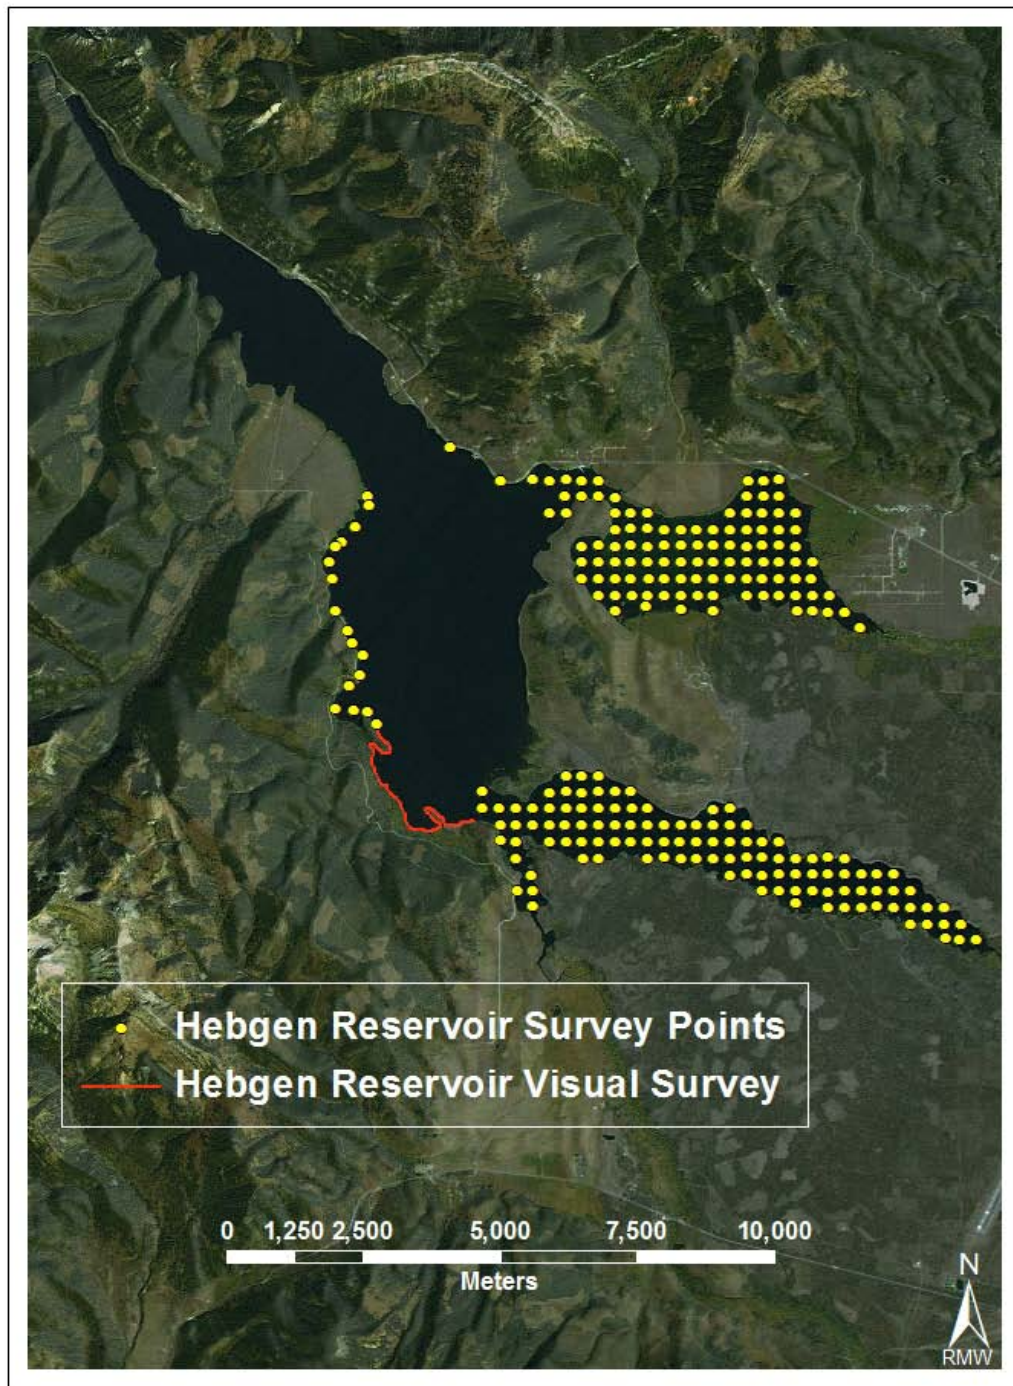 Hebgen Reservoir Survey Points
Hebgen Reservoir Visual Survey
0 1,250 2,500 5,000 7,500 10,000
Meters
N
RMW